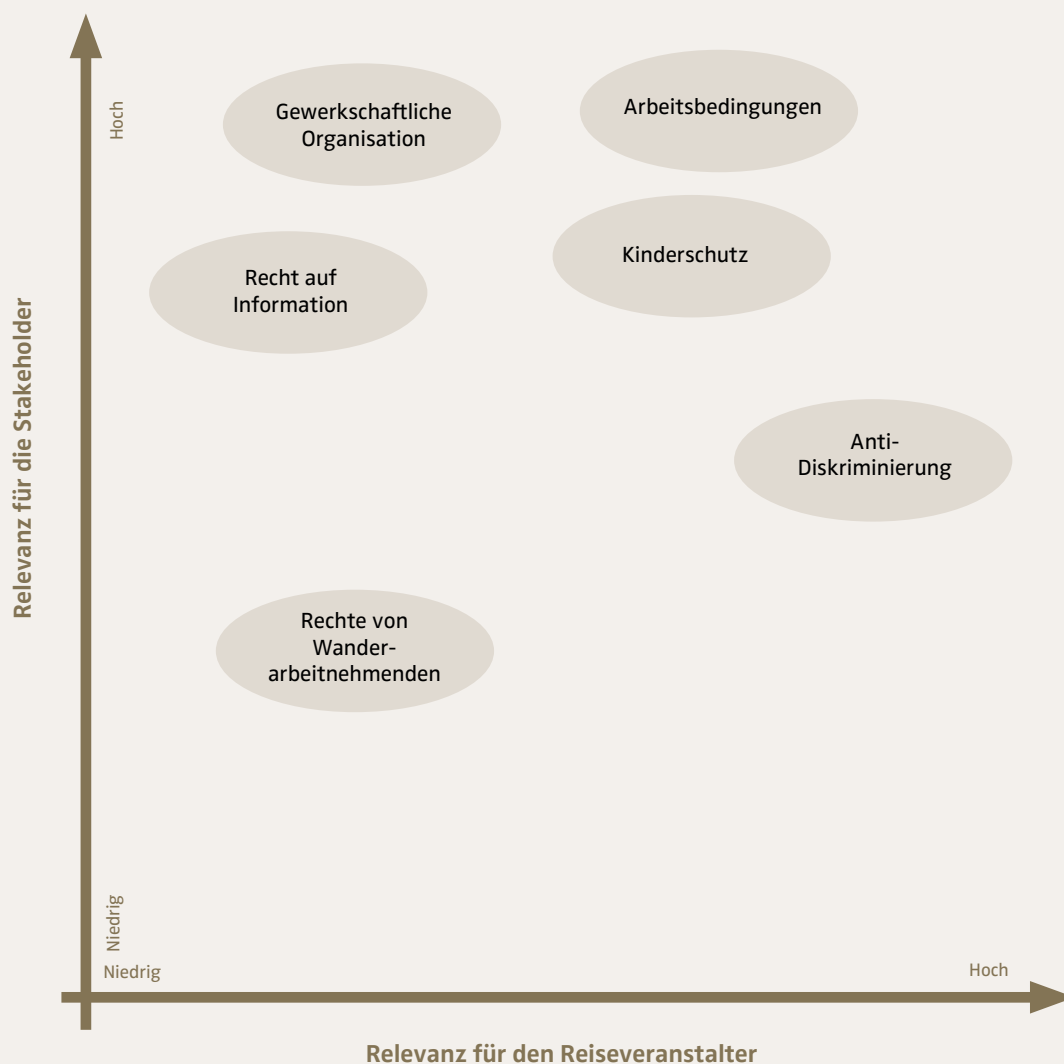 Hoch
Gewerkschaftliche
Organisation
Arbeitsbedingungen
Recht auf
Information
Kinderschutz
Relevanz für die Stakeholder
Anti-
Diskriminierung
Rechte von
Wander-
arbeitnehmenden
Niedrig
Niedrig
Hoch
Relevanz für den Reiseveranstalter